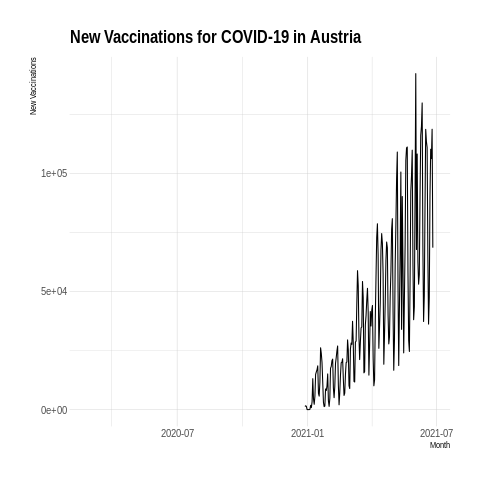 New Vaccinations for COVID-19 in Austria
New Vaccinations
1e+05
5e+04
0e+00
2020-07
2021-01
2021-07
Month